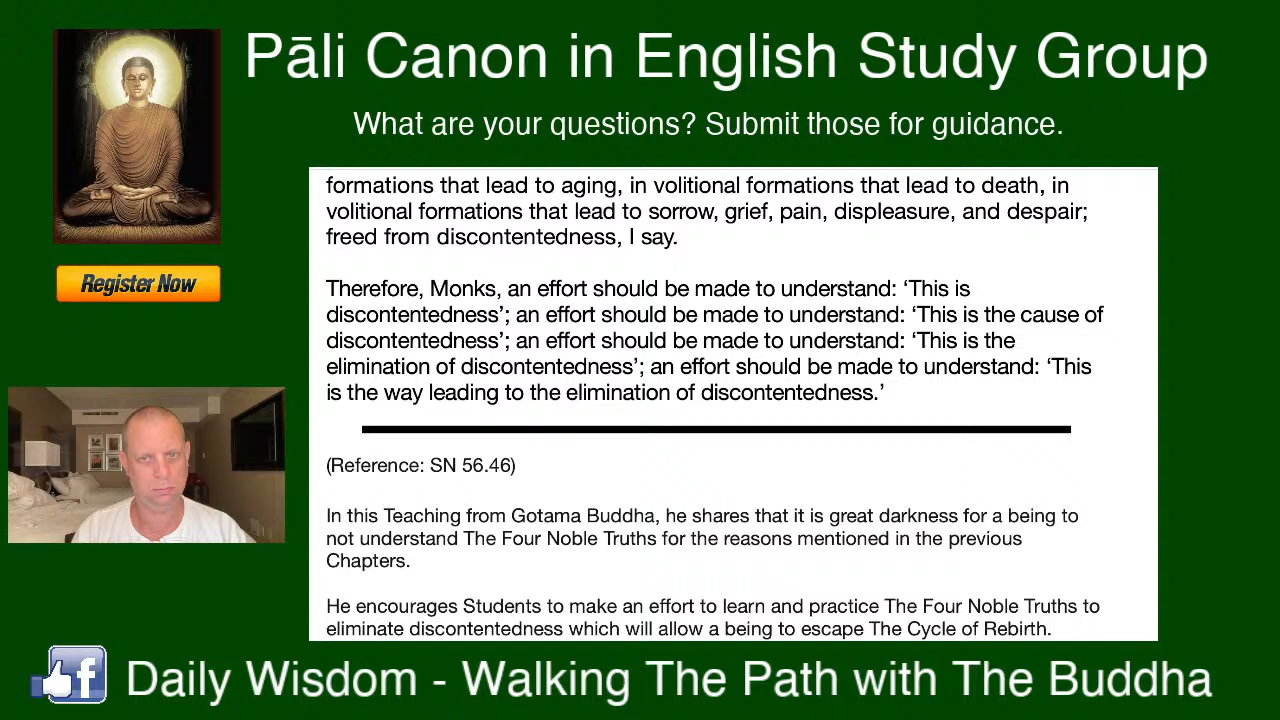 Pāli Canon in English Study Group
What are your questions? Submit those for guidance.
Register Now
formations that lead to aging, in volitional formations that lead to death, in
volitional formations that lead to sorrow, grief, pain, displeasure, and despair;
freed from discontentedness, I say.
Therefore, Monks, an effort should be made to understand: ‘This is
discontentedness’; an effort should be made to understand: ‘This is the cause of
discontentedness’; an effort should be made to understand: ‘This is the
elimination of discontentedness’; an effort should be made to understand: ‘This
is the way leading to the elimination of discontentedness.’
(Reference: SN 56.46)
In this Teaching from Gotama Buddha, he shares that it is great darkness for a being to
not understand The Four Noble Truths for the reasons mentioned in the previous
Chapters.
He encourages Students to make an effort to learn and practice The Four Noble Truths to
eliminate discontentedness which will allow a being to escape The Cycle of Rebirth.
f
Daily Wisdom - Walking The Path with The Buddha